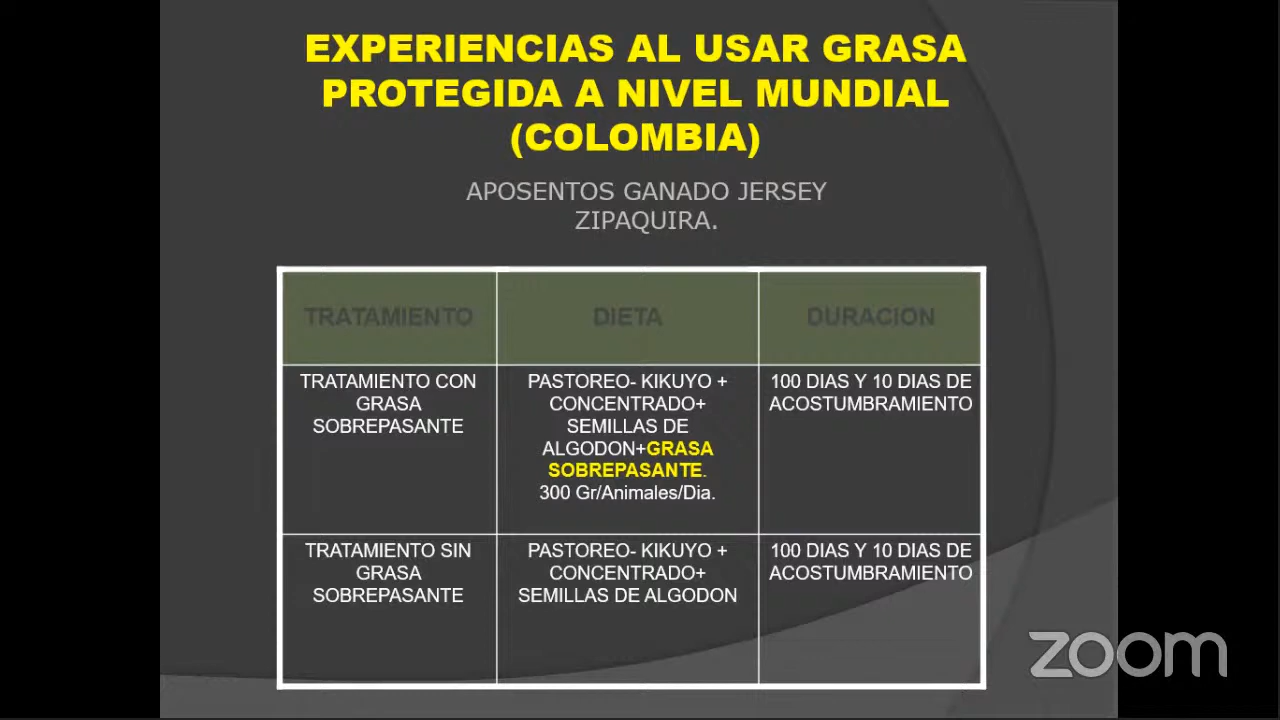 EXPERIENCIAS AL USAR GRASA
PROTEGIDA A NIVEL MUNDIAL
(COLOMBIA)
APOSENTOS GANADO JERSEY
ZIPAQUIRA.
TRATAMIENTO
DIETA
DURACION
TRATAMIENTO CON
GRASA
SOBREPASANTE
PASTOREO- KIKUYO +
CONCENTRADO+
SEMILLAS DE
ALGODON+GRASA
SOBREPASANTE.
300 Gr/Animales/Dia.
100 DIAS Y 10 DIAS DE
ACOSTUMBRAMIENTO
TRATAMIENTO SIN
GRASA
SOBREPASANTE
PASTOREO- KIKUYO +
CONCENTRADO+
SEMILLAS DE ALGODON
100 DIAS Y 10 DIAS DE
ACOSTUMBRAMIENTO
zoom